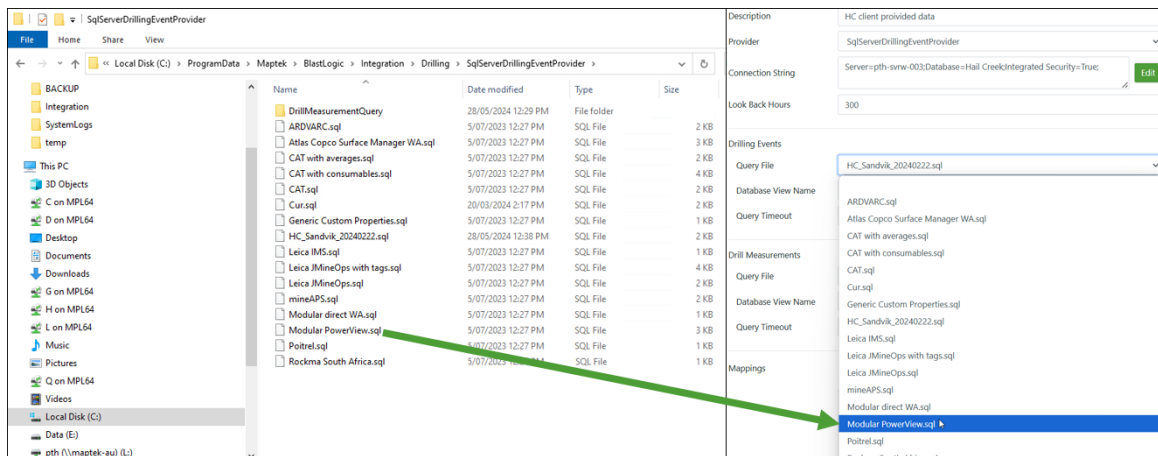 SqlServerDrillingEventProvider
File Home Share View
« Local Disk (C:) › ProgramData › Maptek › BlastLogic › Integration › Drilling › SqlServerDrillingEventProvider ›
BACKUP
Integration
SystemLogs
temp
This PC
3D Objects
C on MPL64
D on MPL64
Desktop
Documents
Downloads
G on MPL64
H on MPL64
L on MPL64
Music
Pictures
Q on MPL64
Videos
Local Disk (C:)
Data (E:)
pth (\\maptek-au) (L:)
Name Date modified Type Size
DrillMeasurementQuery 28/05/2024 12:29 PM File folder
ARDVARC.sql 5/07/2023 12:27 PM SQL File 2 KB
Atlas Copco Surface Manager WA.sql 5/07/2023 12:27 PM SQL File 3 KB
CAT with averages.sql 5/07/2023 12:27 PM SQL File 2 KB
CAT with consumables.sql 5/07/2023 12:27 PM SQL File 4 KB
CAT.sql 5/07/2023 12:27 PM SQL File 2 KB
Cur.sql 20/03/2024 2:17 PM SQL File 2 KB
Generic Custom Properties.sql 5/07/2023 12:27 PM SQL File 1 KB
HC_Sandvik_20240222.sql 28/05/2024 12:38 PM SQL File 2 KB
Leica IMS.sql 5/07/2023 12:27 PM SQL File 1 KB
Leica JMineOps with tags.sql 5/07/2023 12:27 PM SQL File 4 KB
Leica JMineOps.sql 5/07/2023 12:27 PM SQL File 2 KB
mineAPS.sql 5/07/2023 12:27 PM SQL File 2 KB
Modular direct WA.sql 5/07/2023 12:27 PM SQL File 1 KB
Modular PowerView.sql 5/07/2023 12:27 PM SQL File 3 KB
Poitrel.sql 5/07/2023 12:27 PM SQL File 1 KB
Rockma South Africa.sql 5/07/2023 PM SQL File 1 KB
Description HC client proivided data
Provider SqlServerDrillingEventProvider
Connection String Server=pth-svrw-003;Database=Hail Creek;Integrated Security=True; Edit
Look Back Hours 300
Drilling Events
Query File HC_Sandvik_20240222.sql
Database View Name
Query Timeout
Drill Measurements
Query File
Database View Name
Query Timeout
Mappings
ARDVARC.sql
Atlas Copco Surface Manager WA.sql
CAT with averages.sql
CAT with consumables.sql
CAT.sql
Cur.sql
Generic Custom Properties.sql
HC_Sandvik_20240222.sql
Leica IMS.sql
Leica JMineOps with tags.sql
Leica JMineOps.sql
mineAPS.sql
Modular direct WA.sql
Modular PowerView.sql
Poitrel.sql